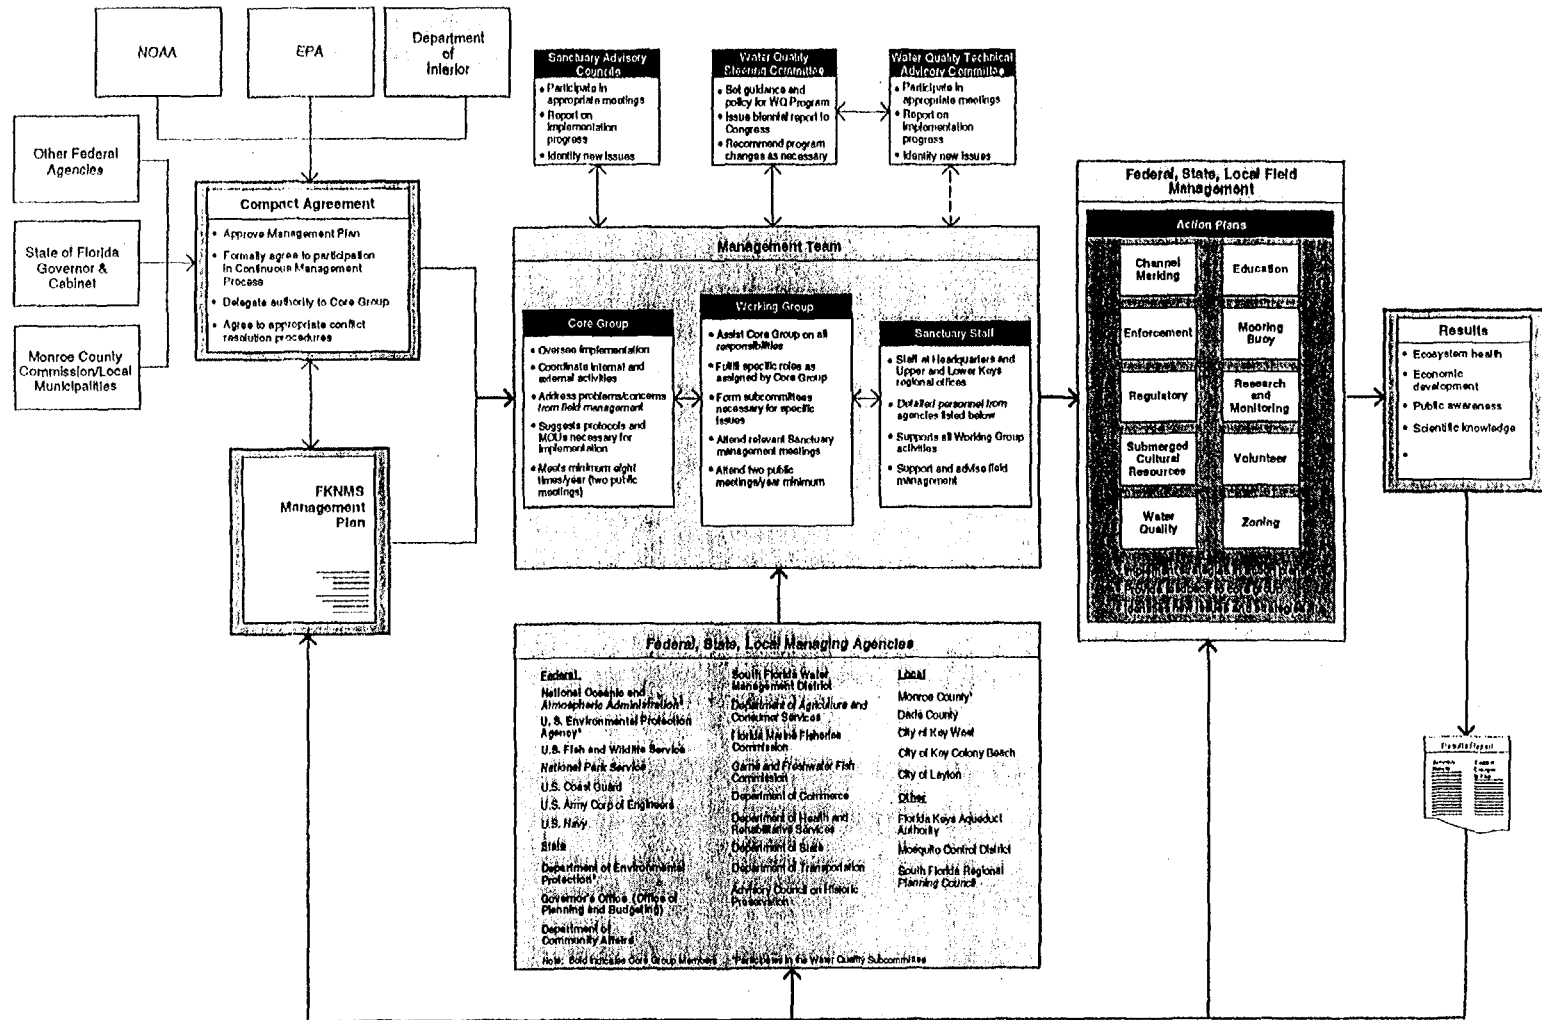 NOAA
EPA
Department
of
Interior
Other Federal
Agencies
State of Florida
Governor &
Cabinet
Monroe County
Commission/Local
Municipalities
Compact Agreement
• Approve Management Plan
• Formally agree to participation
in Continuous Management
Process
• Delegate authority to Core Group
• Agree to appropriate conflict
resolution procedures
FKNMS
Management
Plan
Sanctuary Advisory
Councils
• Participate in
appropriate meetings
• Report on
implementation
progress
• Identify new issues
Water Quality
Steering Committee
• Set guidance and
policy for WQ Program
• Issue biennial report to
Congress
• Recommend program
changes as necessary
Water Quality Technical
Advisory Committee
• Participate in
appropriate meetings
• Report on
implementation
progress
• Identify new issues
Management Team
Core Group
• Oversee implementation
• Coordinate internal and
external activities
• Address problems/concerns
from field management
• Suggests protocols and
MOUs necessary for
implementation
• Meets minimum eight
times/year (two public
meetings)
Working Group
• Assist Core Group on all
responsibilities
• Fulfill specific roles as
assigned by Core Group
• Form subcommittees
necessary for specific
issues
• Attend relevant Sanctuary
management meetings
• Attend two public
meetings/year minimum
Sanctuary Staff
• Staff at Headquarters and
Upper and Lower Keys
regional offices
• Detailed personnel from
agencies listed below
• Supports all Working Group
activities
• Support and advise field
management
Federal, State, Local Managing Agencies
Federal
National Oceanic and
Atmospheric Administration*
U. S. Environmental Protection
Agency*
U.S. Fish and Wildlife Service
National Park Service
U.S. Coast Guard
U.S. Army Corp of Engineers
U.S. Navy
State
Department of Environmental
Protection*
Governor's Office (Office of
Planning and Budgeting)
Department of
Community Affairs
South Florida Water
Management District
Department of Agriculture and
Consumer Services
Florida Marine Fisheries
Commission
Game and Freshwater Fish
Commission
Department of Commerce
Department of Health and
Rehabilitative Services
Department of State
Department of Transportation
Advisory Council on Historic
Preservation
Local
Monroe County*
Dade County
City of Key West
City of Key Colony Beach
City of Layton
Other
Florida Keys Aqueduct
Authority
Mosquito Control District
South Florida Regional
Planning Council
Note: Bold indicates Core Group Members *Participates in the Water Quality Subcommittee
Federal, State, Local Field
Management
Action Plans
Channel
Marking
Education
Enforcement
Mooring
Buoy
Regulatory
Research
and
Monitoring
Submerged
Cultural
Resources
Volunteer
Water
Quality
Zoning
Provide feedback to core group
Results
• Ecosystem health
• Economic
development
• Public awareness
• Scientific knowledge
•
Results Report